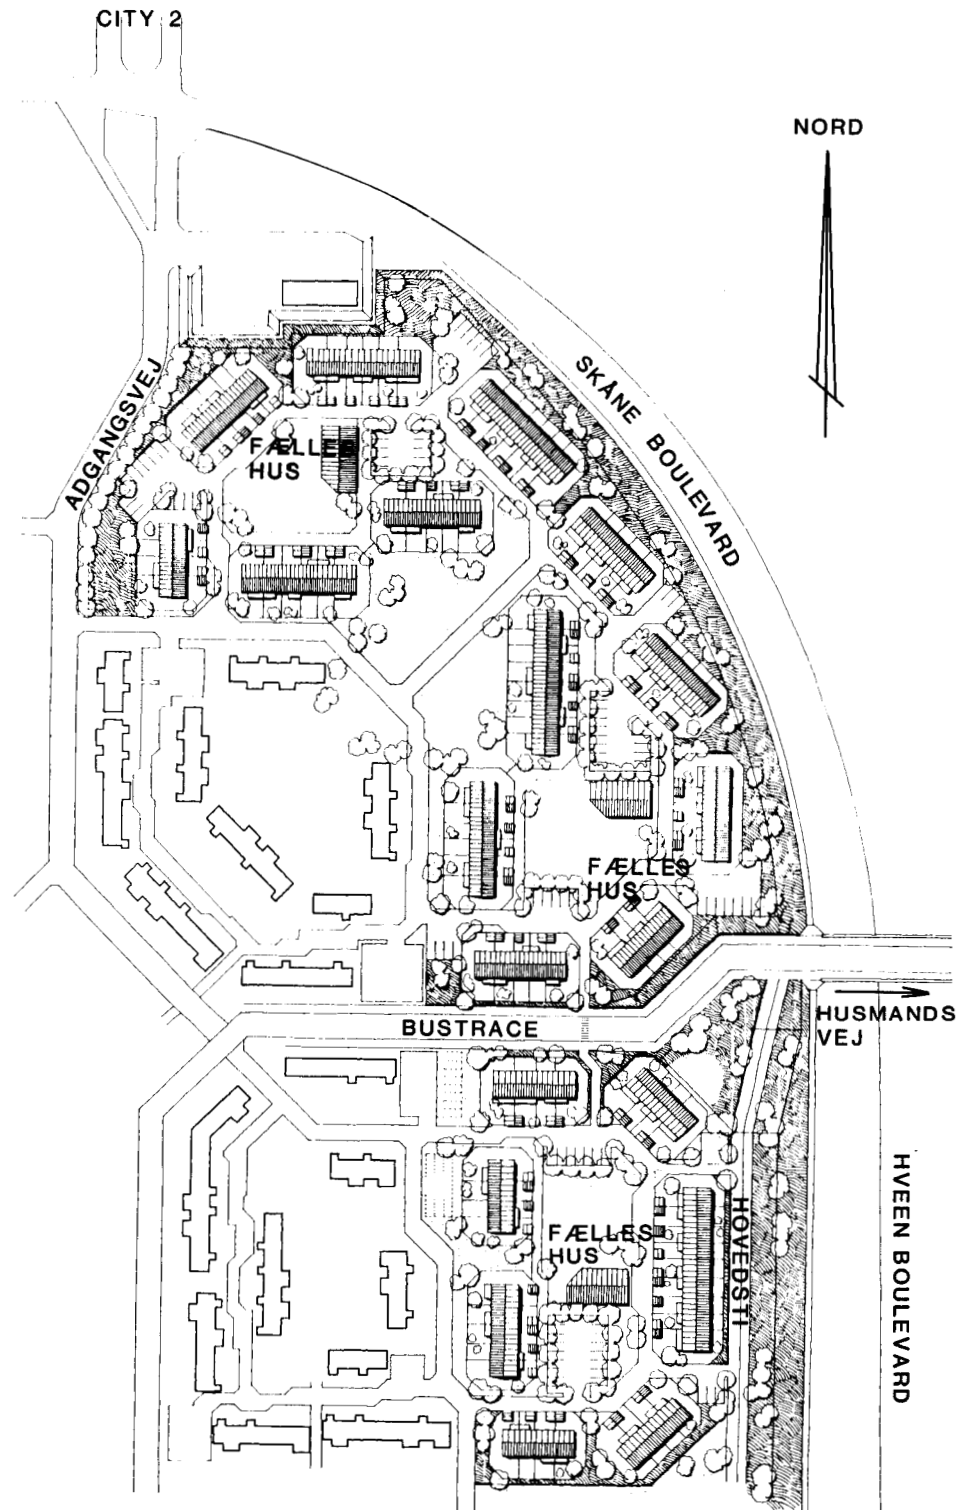 CITY 2
NORD
SKÅNE BOULEVARD
ADGANGSVEJ
FÆLLES
HUS
FÆLLES
HUS
HUSMANDS
VEJ
BUSTRACE
HVEEN BOULEVARD
HOVEDSTI
FÆLLES
HUS